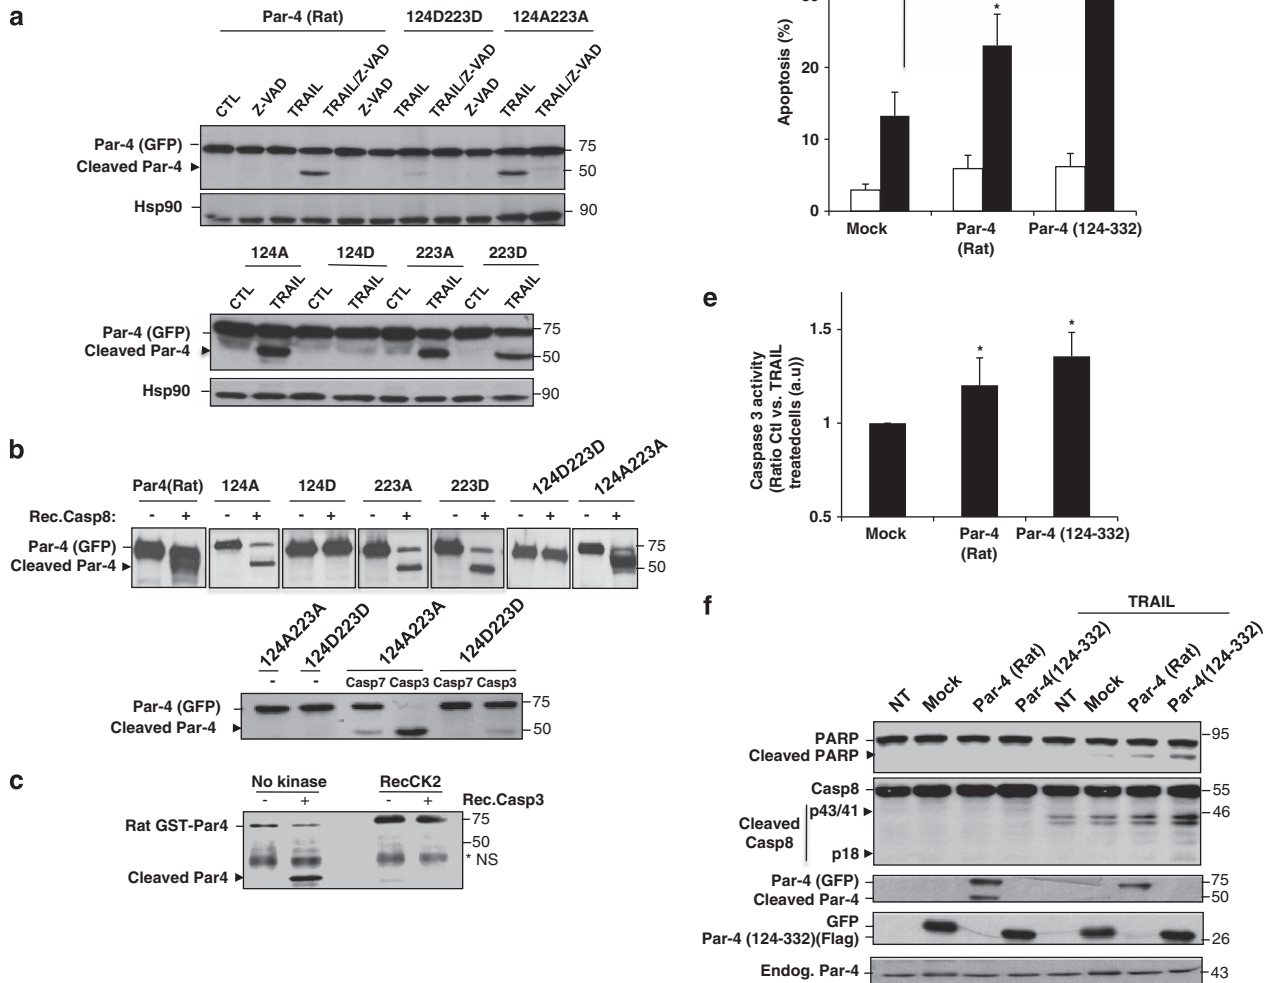 a
Par-4 (Rat) 124D223D 124A223A
CTL Z-VAD TRAIL TRAIL/Z-VAD Z-VAD TRAIL TRAIL/Z-VAD Z-VAD TRAIL TRAIL/Z-VAD
Par-4 (GFP) 75
Cleaved Par-4 50
Hsp90 90
124A 124D 223A 223D
CTL TRAIL CTL TRAIL CTL TRAIL CTL TRAIL
Par-4 (GFP) 75
Cleaved Par-4 50
Hsp90 90
b
Par4(Rat) 124A 124D 223A 223D 124D223D 124A223A
Rec.Casp8: - + - + - + - + - + - + - +
Par-4 (GFP) 75
Cleaved Par-4 50
124A223A 124D223D 124A223A 124D223D
- - Casp7 Casp3 Casp7 Casp3
Par-4 (GFP) 75
Cleaved Par-4 50
c
No kinase RecCK2
- + - + Rec.Casp3
Rat GST-Par4 75
50
* NS
Cleaved Par4
Apoptosis (%)
*
20
10
0
Mock Par-4 (Rat) Par-4 (124-332)
e
Caspase 3 activity
(Ratio Ctl vs. TRAIL
treatedcells (a.u))
1.5
* *
1
0.5
Mock Par-4 (Rat) Par-4 (124-332)
f
TRAIL
NT Mock Par-4 (Rat) Par-4(124-332) NT Mock Par-4 (Rat) Par-4(124-332)
PARP 95
Cleaved PARP
Casp8 55
p43/41 46
Cleaved
Casp8
p18
Par-4 (GFP) 75
Cleaved Par-4 50
GFP
Par-4 (124-332)(Flag) 26
Endog. Par-4 43